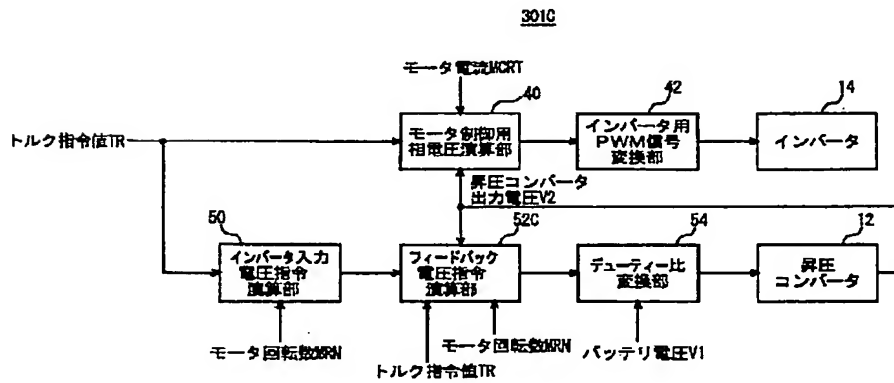 301C
モータ電流MCRT
40
42
14
トルク指令値TR
モータ制御用
相電圧演算部
インバータ用
PWM信号
変換部
インバータ
昇圧コンバータ
出力電圧V2
50
52C
54
12
インバータ入力
電圧指令
演算部
フィードバック
電圧指令
演算部
デューティー比
変換部
昇圧
コンバータ
モータ回転数MRN
モータ回転数MRN
バッテリ電圧V1
トルク指令値TR